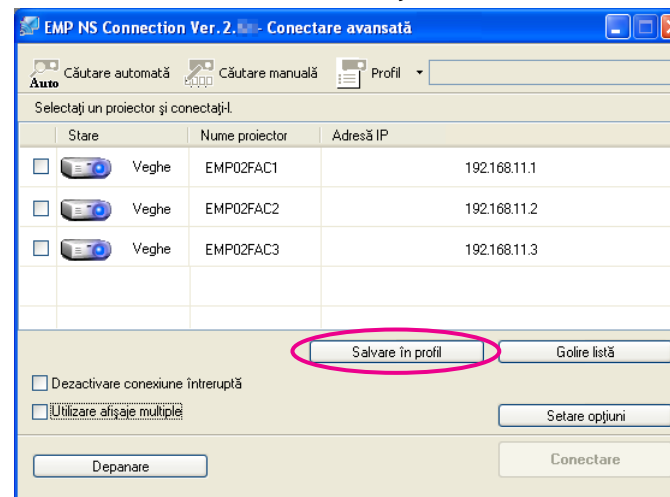 EMP NS Connection Ver.2. - Conectare avansată
Auto Căutare automată Căutare manuală Profil
Selectaţi un proiector şi conectaţi-l.
Stare Nume proiector Adresă IP
Veghe EMP02FAC1 192.168.11.1
Veghe EMP02FAC2 192.168.11.2
Veghe EMP02FAC3 192.168.11.3
Salvare în profil Golire listă
Dezactivare conexiune întreruptă
Utilizare afişaje multiple
Setare opţiuni
Depanare Conectare